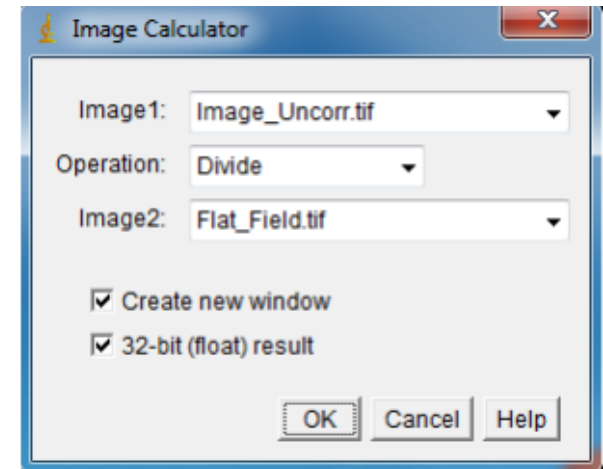 Image Calculator
Image1: Image_Uncorr.tif
Operation: Divide
Image2: Flat_Field.tif
Create new window
32-bit (float) result
OK Cancel Help